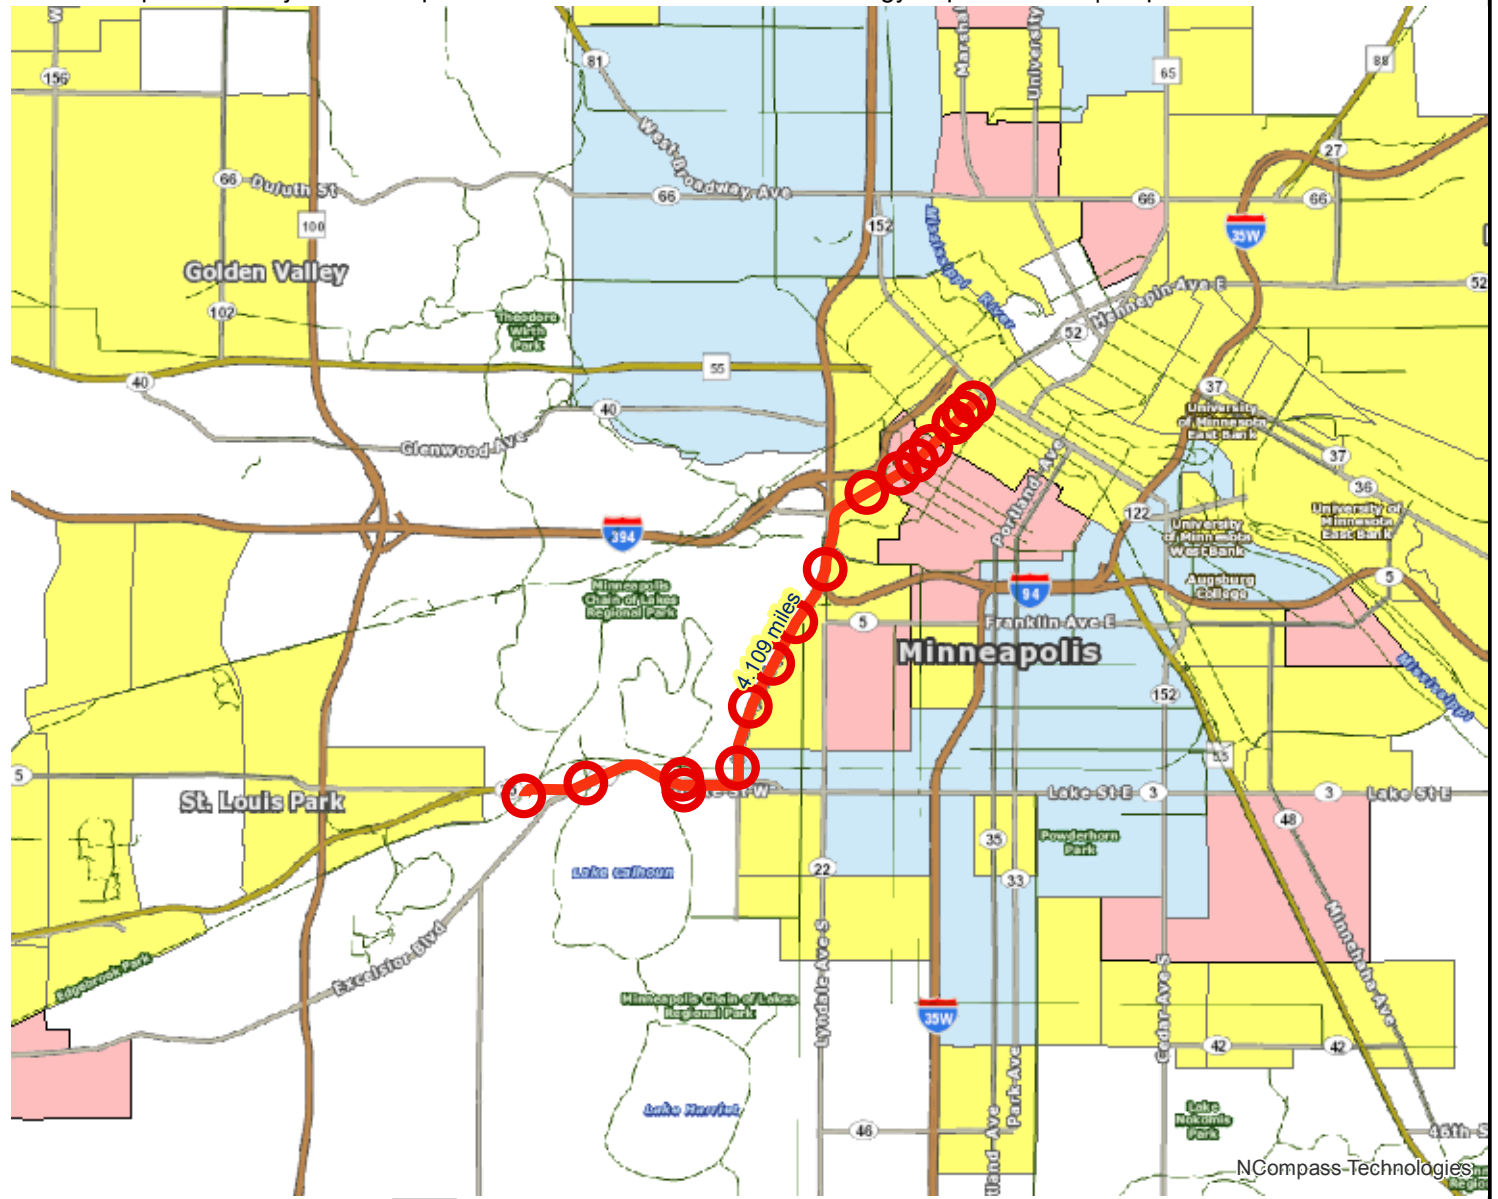 81
88
156
65
Marshall
University
27
West Broadway Ave
66
Duluth St
66
66
66
100
152
35W
Mississippi River
Golden Valley
102
Hennepin Ave E
52
52
Theodore
Wirth
Park
55
40
40
37
Glenwood Ave
University
of Minnesota
East Bank
37
36
Portland Ave
122
University
of Minnesota
West Bank
University of
Minnesota
East Bank
394
5
Augsburg
College
94
Minneapolis
Chain of Lakes
Regional Park
4.109 miles
5
Franklin Ave E
Minneapolis
Mississippi
152
55
5
St. Louis Park
Lake St E
3
3
Lake St E
48
Powderhorn
Park
35
33
22
Lake Calhoun
Excelsior Blvd
Edgebrook Park
Minnehaha Ave
Lyndale Ave S
Cedar Ave S
Minneapolis Chain of Lakes
Regional Park
35W
42
42
Park Ave
Lake Harriet
Lake
Nokomis
Park
46
46th S
tland Ave
NCompass Technologies